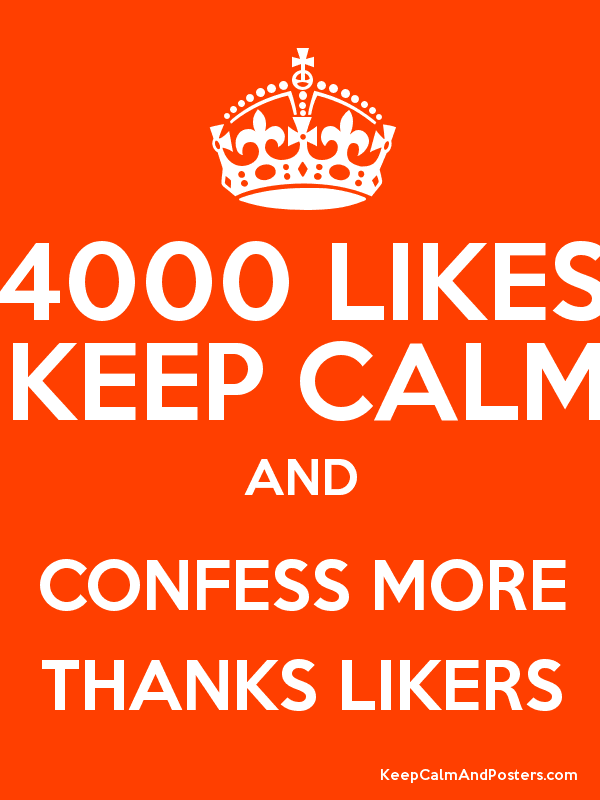 4000 LIKES
KEEP CALM
AND
CONFESS MORE
THANKS LIKERS
KeepCalmAndPosters.com